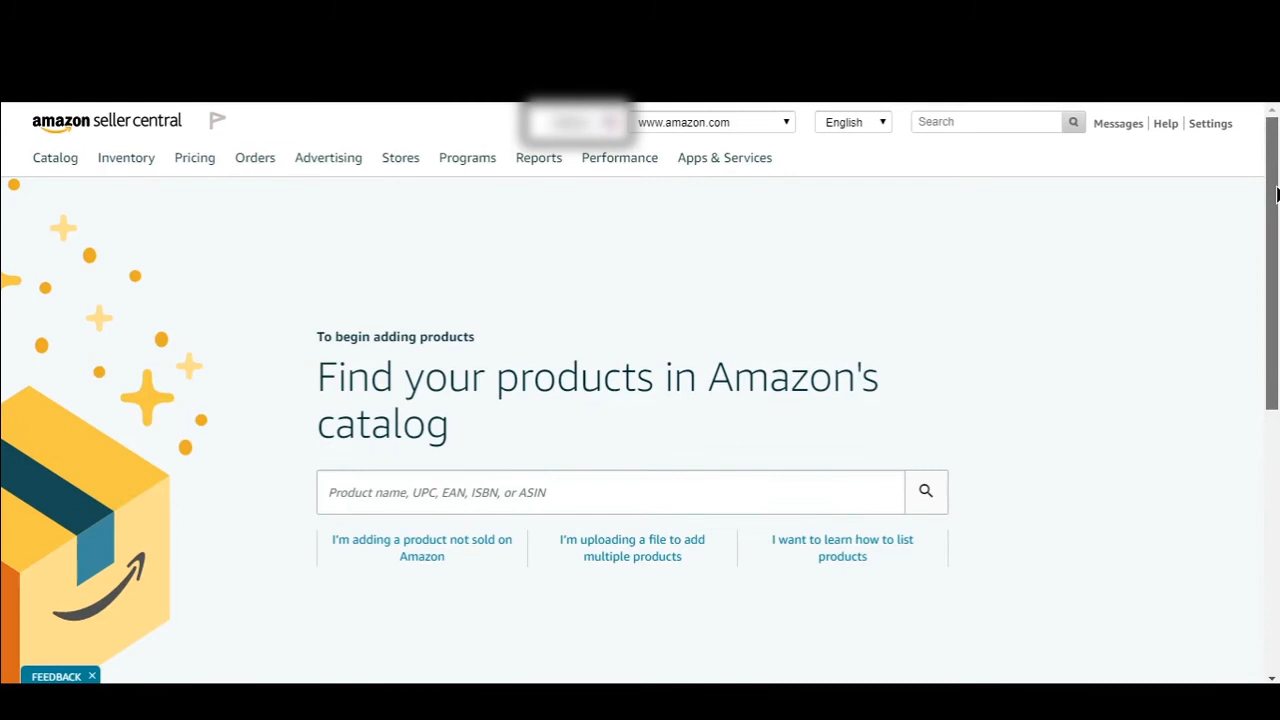 amazon seller central
www.amazon.com
English
Search
Messages | Help | Settings
Catalog Inventory Pricing Orders Advertising Stores Programs Reports Performance Apps & Services
To begin adding products
Find your products in Amazon's
catalog
Product name, UPC, EAN, ISBN, or ASIN
I'm adding a product not sold on
Amazon
I'm uploading a file to add
multiple products
I want to learn how to list
products
FEEDBACK ×